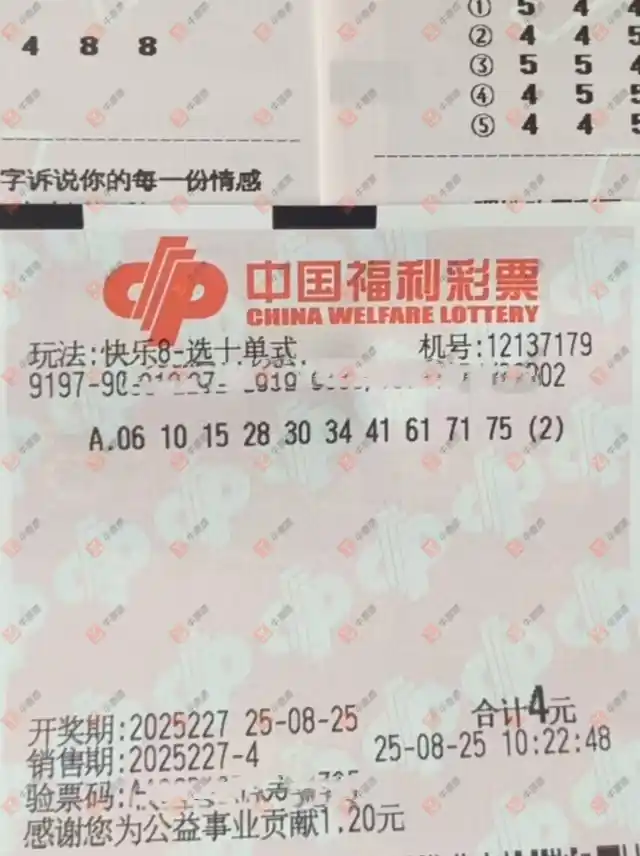 4 8 8
① 5 4 4
② 4 4 5
③ 5 5 4
④ 4 5 5
⑤ 4 4 5
字诉说你的每一份情感
中国福利彩票
CHINA WELFARE LOTTERY
玩法:快乐8-选十单式
机号:12137179
A.06 10 15 28 30 34 41 61 71 75 (2)
开奖期:2025227 25-08-25
合计4元
销售期:2025227-4
25-08-25 10:22:48
验票码:
感谢您为公益事业贡献1.20元